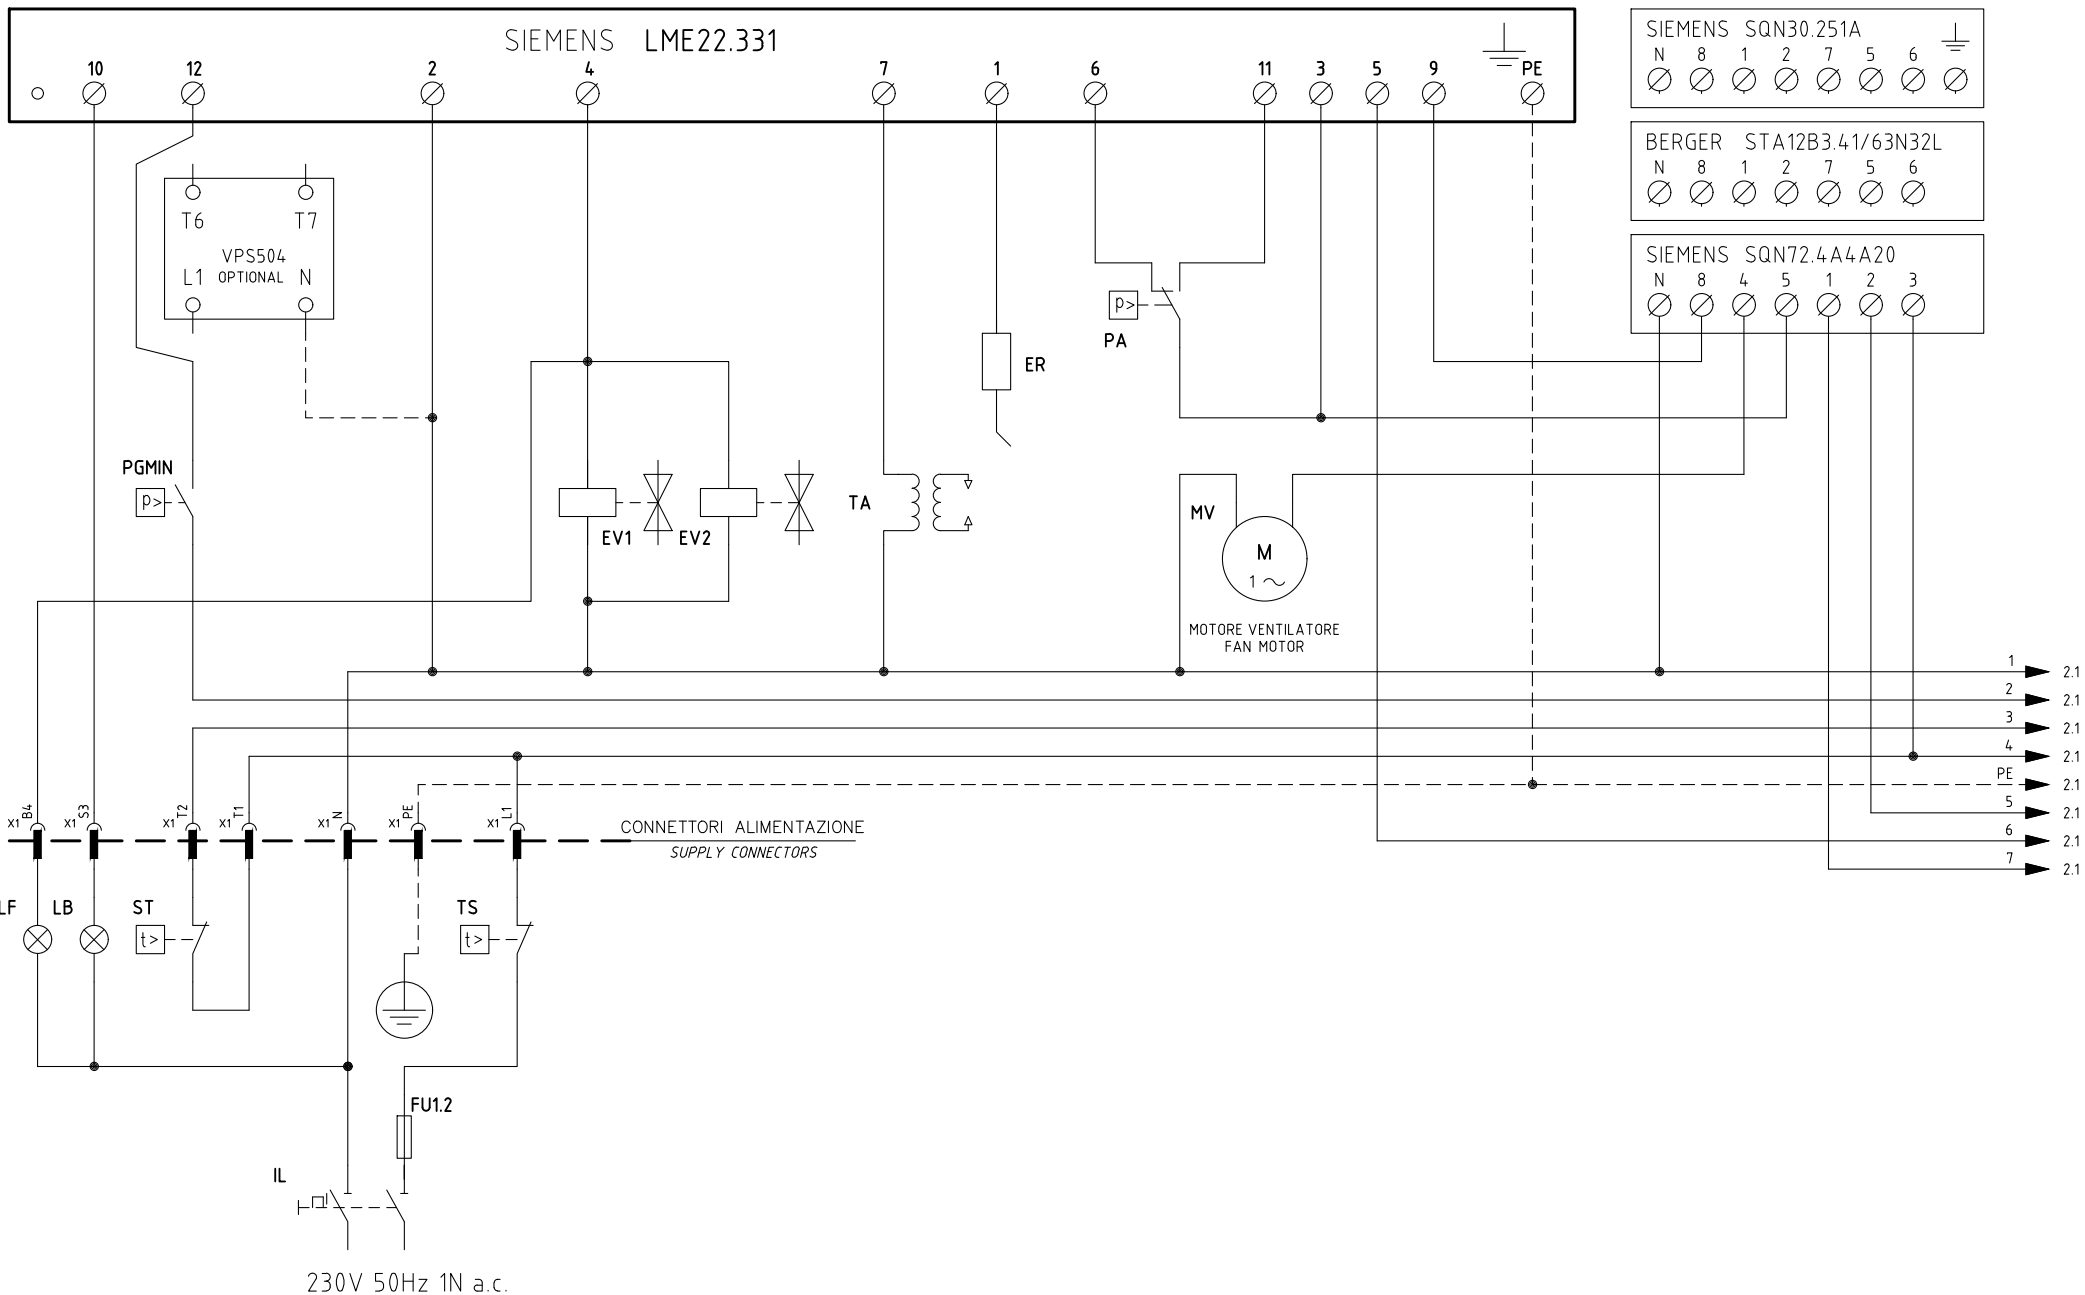 SIEMENS LME22.331
10 12 2 4 7 1 6 11 3 5 9 PE
SIEMENS SQN30.251A
N 8 1 2 7 5 6
BERGER STA12B3.41/63N32L
N 8 1 2 7 5 6
SIEMENS SQN72.4A4A20
N 8 4 5 1 2 3
T6 T7
VPS504
L1 OPTIONAL N
p>
PA
ER
PGMIN
p>
EV1
EV2
TA
MV
M
1~
MOTORE VENTILATORE
FAN MOTOR
1 2.1
2 2.1
3 2.1
4 2.1
PE 2.1
5 2.1
6 2.1
7 2.1
X1 B4
X1 S3
X1 T2
X1 T1
X1 N
X1 PE
X1 L1
CONNETTORI ALIMENTAZIONE
SUPPLY CONNECTORS
LF
LB
ST
t>
TS
t>
FU1.2
IL
230V 50Hz 1N a.c.